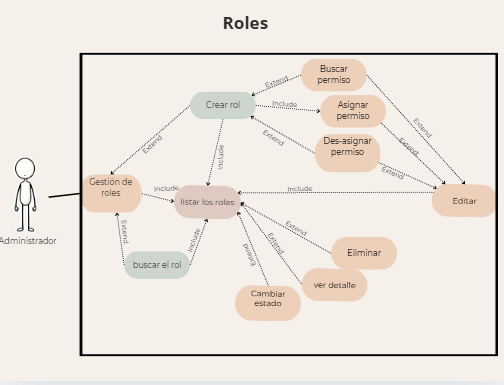 Roles
Buscar
permiso
Extend
Crear rol
Include
Asignar
permiso
Extend
Extend
Des-asignar
permiso
Extend
Extend
Extend
include
Gestión de
roles
include
listar los roles
include
Editar
Administrador
Extend
buscar el rol
Include
Extend
Extend
Eliminar
Extend
ver detalle
Cambiar
estado